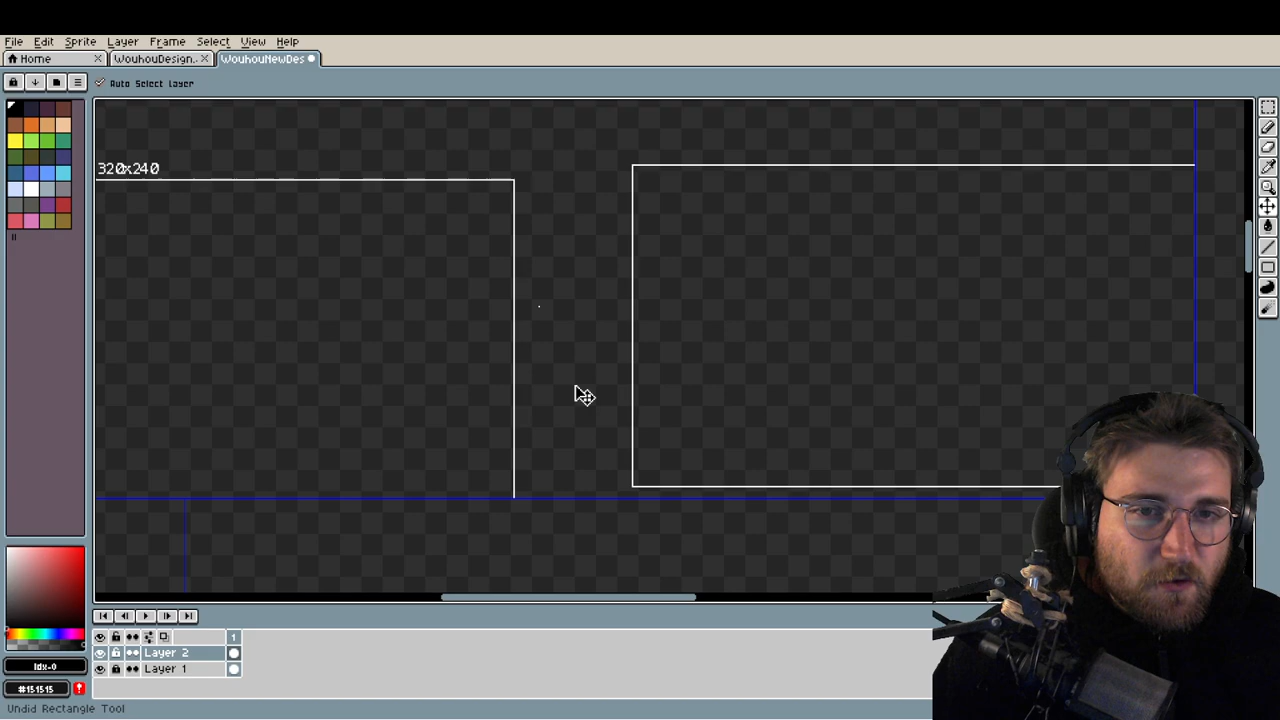 File Edit Sprite Layer Frame Select View Help
Home WouhouDesign. WouhouNewDes
Auto Select Layer
320x240
1
Layer 2
Layer 1
Idx-0
#151515
Undid Rectangle Tool